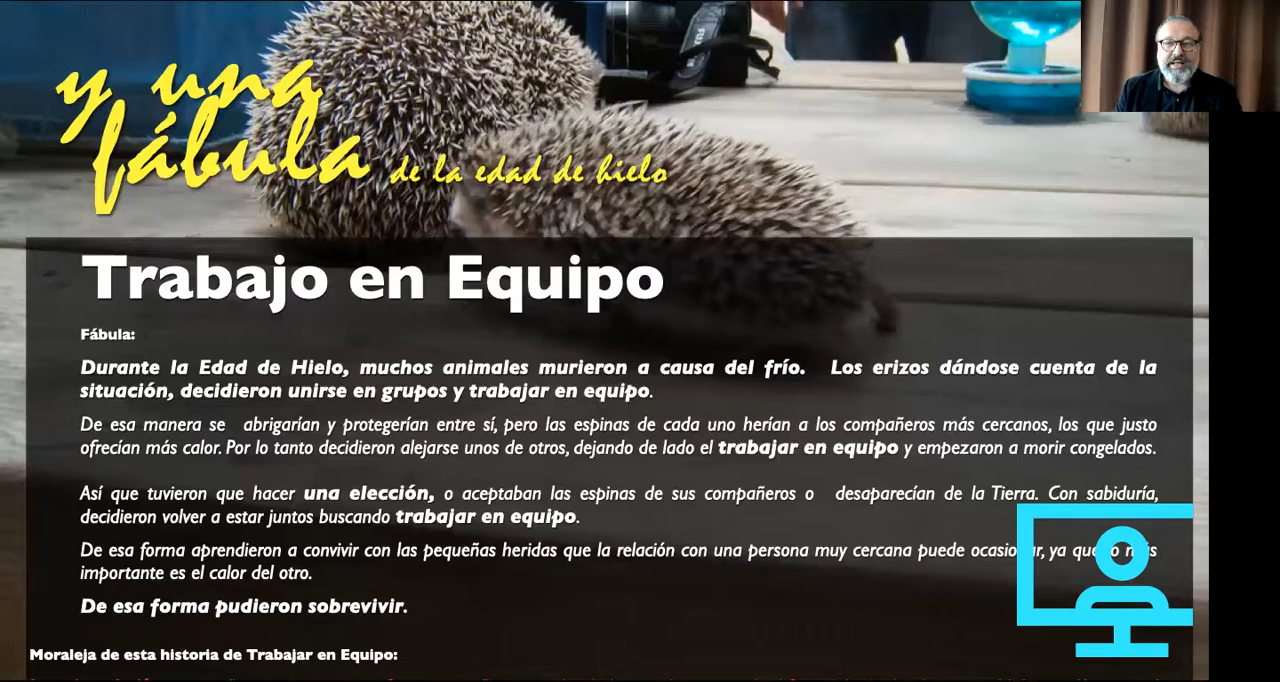 y una
fábula de la edad de hielo
Trabajo en Equipo
Fábula:
Durante la Edad de Hielo, muchos animales murieron a causa del frío. Los erizos dándose cuenta de la
situación, decidieron unirse en grupos y trabajar en equipo.
De esa manera se abrigarían y protegerían entre sí, pero las espinas de cada uno herían a los compañeros más cercanos, los que justo
ofrecían más calor. Por lo tanto decidieron alejarse unos de otros, dejando de lado el trabajar en equipo y empezaron a morir congelados.
Así que tuvieron que hacer una elección, o aceptaban las espinas de sus compañeros o desaparecían de la Tierra. Con sabiduría,
decidieron volver a estar juntos buscando trabajar en equipo.
De esa forma aprendieron a convivir con las pequeñas heridas que la relación con una persona muy cercana puede ocasionar, ya que lo más
importante es el calor del otro.
De esa forma pudieron sobrevivir.
Moraleja de esta historia de Trabajar en Equipo: